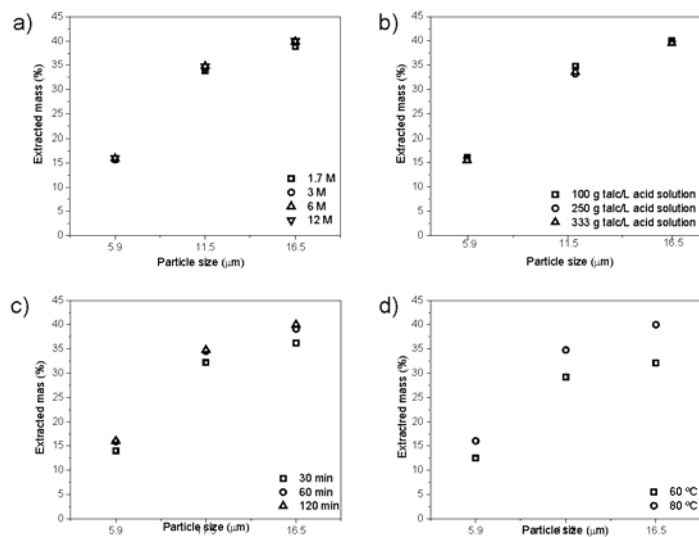 a)
Extracted mass (%)
45
40
35
30
25
20
15
10
5
0
1.7 M
3 M
6 M
12 M
5.9 11.5 16.5
Particle size (μm)
b)
Extracted mass (%)
45
40
35
30
25
20
15
10
5
0
100 g talc/L acid solution
250 g talc/L acid solution
333 g talc/L acid solution
5.9 11.5 16.5
Particle size (μm)
c)
Extracted mass (%)
45
40
35
30
25
20
15
10
5
0
30 min
60 min
120 min
5.9 16.5
Particle size (μm)
d)
Extractred mass (%)
45
40
35
30
25
20
15
10
5
0
60 ºC
80 ºC
5.9 16.5
Particle size (μm)